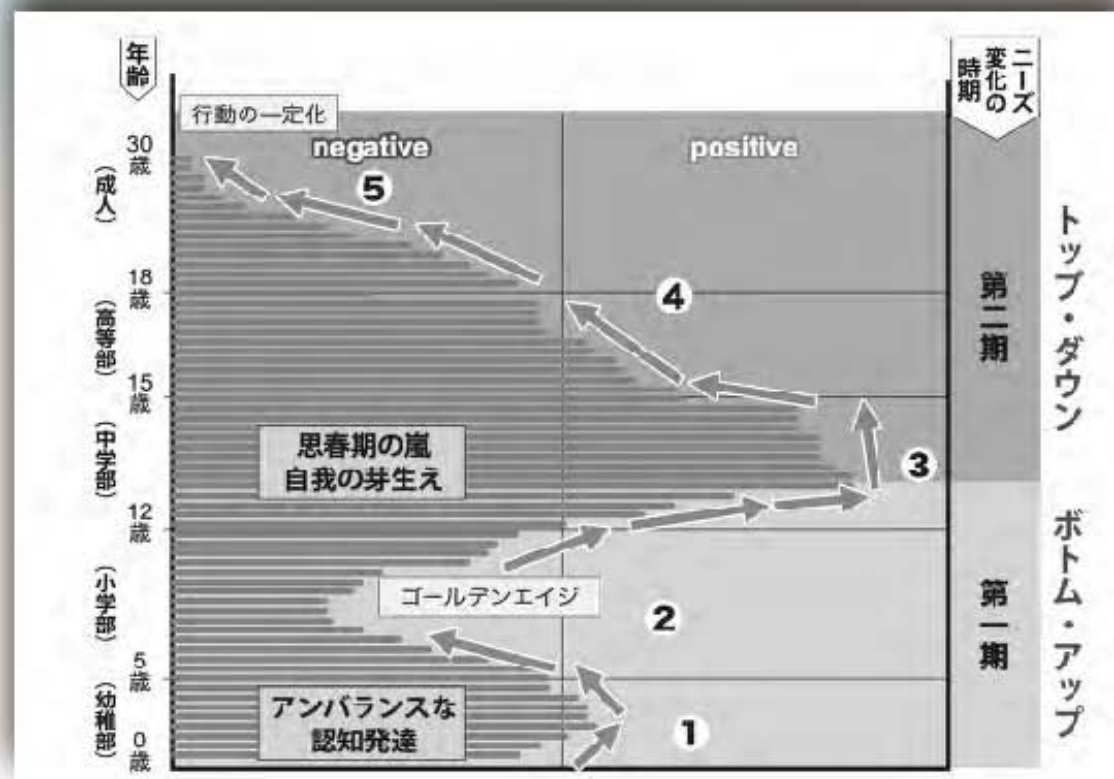 年齢
ニーズ
変化の
時期
行動の一定化
negative
positive
30
歳
(成人)
5
トップ・ダウン
第二期
18
歳
4
(高等部)
15
歳
思春期の嵐
自我の芽生え
(中学部)
3
12
歳
ボトム・アップ
第一期
(小学部)
ゴールデンエイジ
2
5
歳
アンバランスな
認知発達
(幼稚部)
1
0
歳